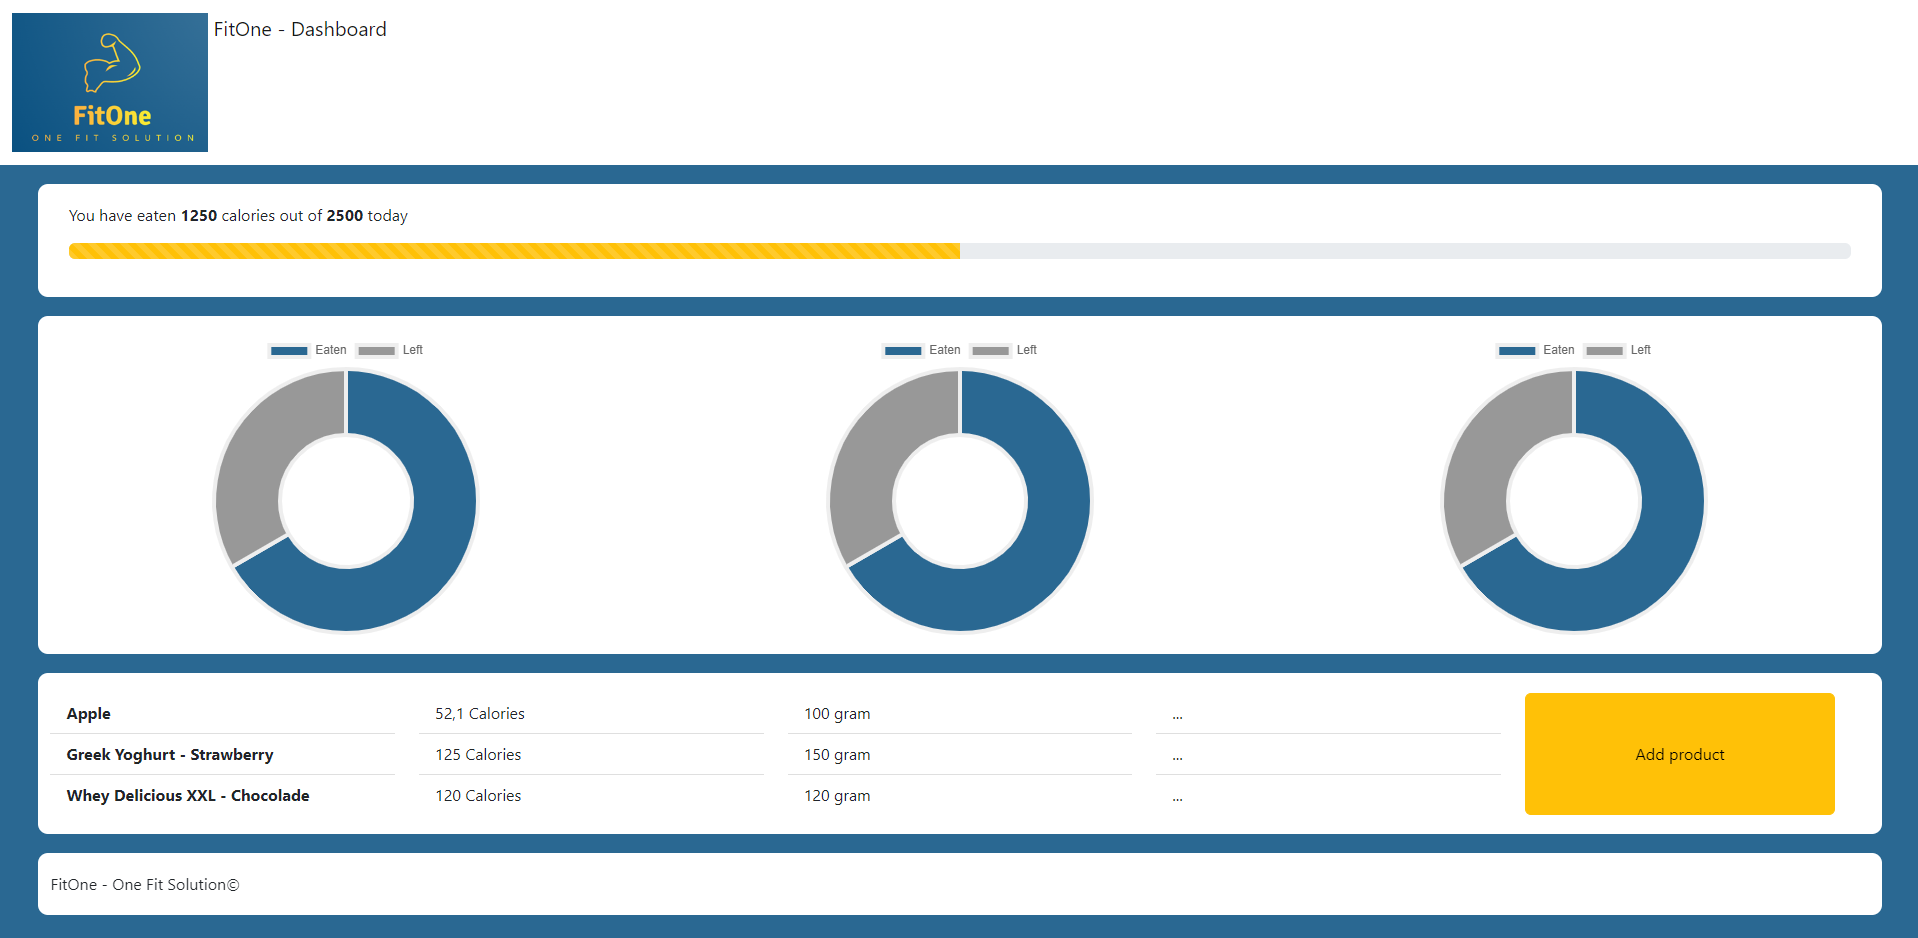 FitOne
ONE FIT SOLUTION
FitOne - Dashboard
You have eaten 1250 calories out of 2500 today
Eaten Left
Eaten Left
Eaten Left
Apple 52,1 Calories 100 gram ...
Greek Yoghurt - Strawberry 125 Calories 150 gram ...
Whey Delicious XXL - Chocolade 120 Calories 120 gram ...
Add product
FitOne - One Fit Solution©